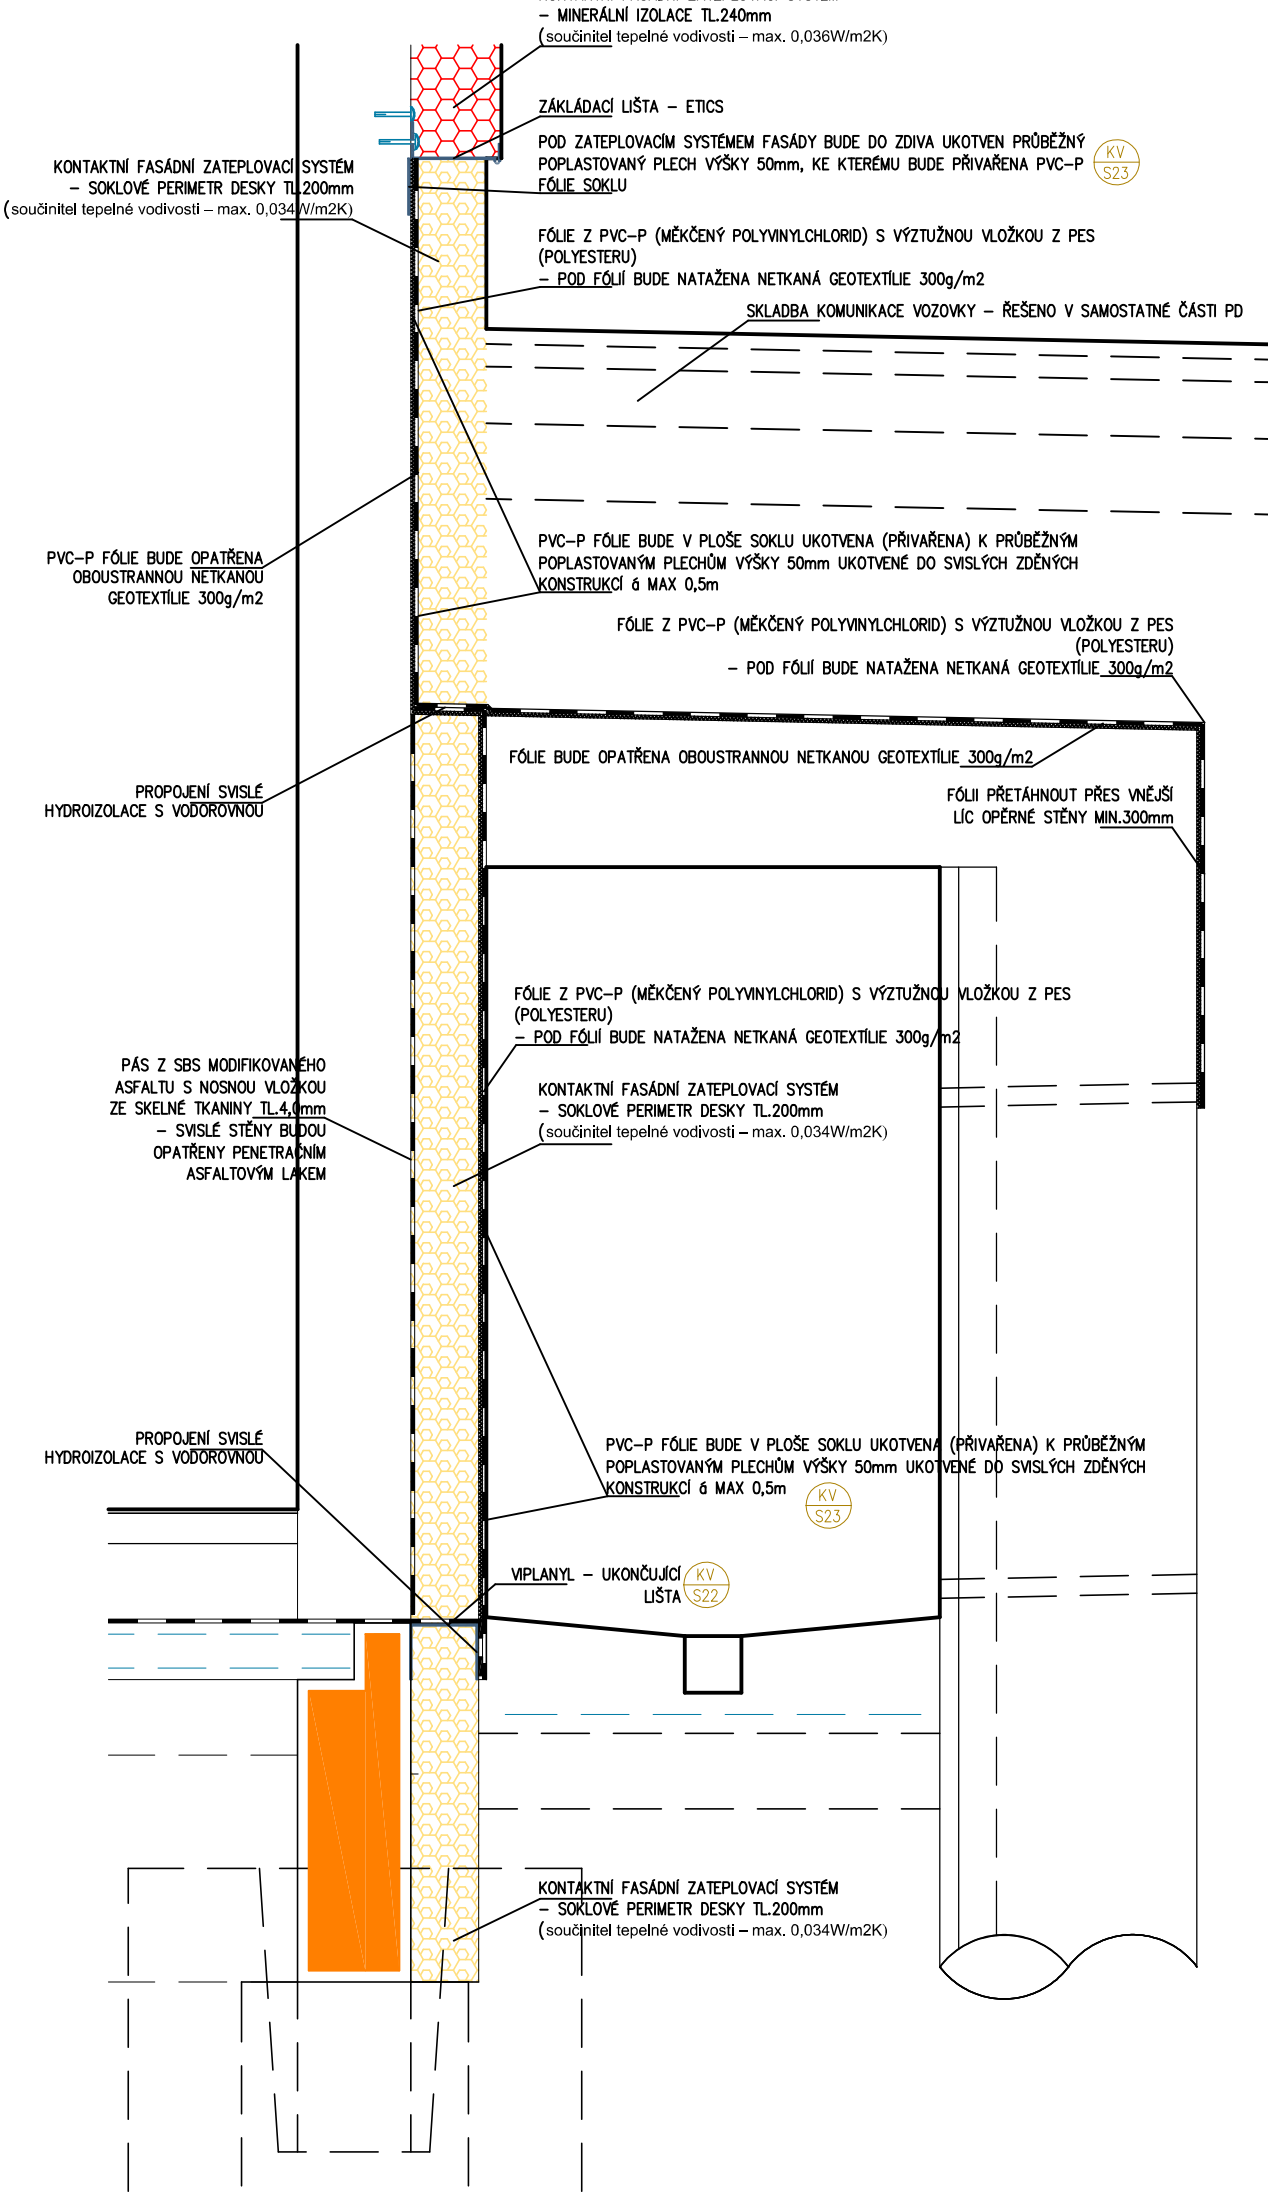 – MINERÁLNÍ IZOLACE TL.240mm
(součinitel tepelné vodivosti – max. 0,036W/m2K)
ZÁKLÁDACÍ LIŠTA – ETICS
POD ZATEPLOVACÍM SYSTÉMEM FASÁDY BUDE DO ZDIVA UKOTVEN PRŮBĚŽNÝ
POPLASTOVANÝ PLECH VÝŠKY 50mm, KE KTERÉMU BUDE PŘIVAŘENA PVC–P
FÓLIE SOKLU
KV
S23
KONTAKTNÍ FASÁDNÍ ZATEPLOVACÍ SYSTÉM
– SOKLOVÉ PERIMETR DESKY TL.200mm
(součinitel tepelné vodivosti – max. 0,034W/m2K)
FÓLIE Z PVC–P (MĚKČENÝ POLYVINYLCHLORID) S VÝZTUŽNOU VLOŽKOU Z PES
(POLYESTERU)
– POD FÓLIÍ BUDE NATAŽENA NETKANÁ GEOTEXTÍLIE 300g/m2
SKLADBA KOMUNIKACE VOZOVKY – ŘEŠENO V SAMOSTATNÉ ČÁSTI PD
PVC–P FÓLIE BUDE OPATŘENA
OBOUSTRANNOU NETKANOU
GEOTEXTÍLIE 300g/m2
PVC–P FÓLIE BUDE V PLOŠE SOKLU UKOTVENA (PŘIVAŘENA) K PRŮBĚŽNÝM
POPLASTOVANÝM PLECHŮM VÝŠKY 50mm UKOTVENÉ DO SVISLÝCH ZDĚNÝCH
KONSTRUKCÍ á MAX 0,5m
FÓLIE Z PVC–P (MĚKČENÝ POLYVINYLCHLORID) S VÝZTUŽNOU VLOŽKOU Z PES
(POLYESTERU)
– POD FÓLIÍ BUDE NATAŽENA NETKANÁ GEOTEXTÍLIE 300g/m2
FÓLIE BUDE OPATŘENA OBOUSTRANNOU NETKANOU GEOTEXTÍLIE 300g/m2
PROPOJENÍ SVISLÉ
HYDROIZOLACE S VODOROVNOU
FÓLII PŘETÁHNOUT PŘES VNĚJŠÍ
LÍC OPĚRNÉ STĚNY MIN.300mm
FÓLIE Z PVC–P (MĚKČENÝ POLYVINYLCHLORID) S VÝZTUŽNOU VLOŽKOU Z PES
(POLYESTERU)
– POD FÓLIÍ BUDE NATAŽENA NETKANÁ GEOTEXTÍLIE 300g/m2
PÁS Z SBS MODIFIKOVANÉHO
ASFALTU S NOSNOU VLOŽKOU
ZE SKELNÉ TKANINY TL.4,0mm
– SVISLÉ STĚNY BUDOU
OPATŘENY PENETRAČNÍM
ASFALTOVÝM LAKEM
KONTAKTNÍ FASÁDNÍ ZATEPLOVACÍ SYSTÉM
– SOKLOVÉ PERIMETR DESKY TL.200mm
(součinitel tepelné vodivosti – max. 0,034W/m2K)
PROPOJENÍ SVISLÉ
HYDROIZOLACE S VODOROVNOU
PVC–P FÓLIE BUDE V PLOŠE SOKLU UKOTVENA (PŘIVAŘENA) K PRŮBĚŽNÝM
POPLASTOVANÝM PLECHŮM VÝŠKY 50mm UKOTVENÉ DO SVISLÝCH ZDĚNÝCH
KONSTRUKCÍ á MAX 0,5m
KV
S23
VIPLANYL – UKONČUJÍCÍ
LIŠTA
KV
S22
KONTAKTNÍ FASÁDNÍ ZATEPLOVACÍ SYSTÉM
– SOKLOVÉ PERIMETR DESKY TL.200mm
(součinitel tepelné vodivosti – max. 0,034W/m2K)